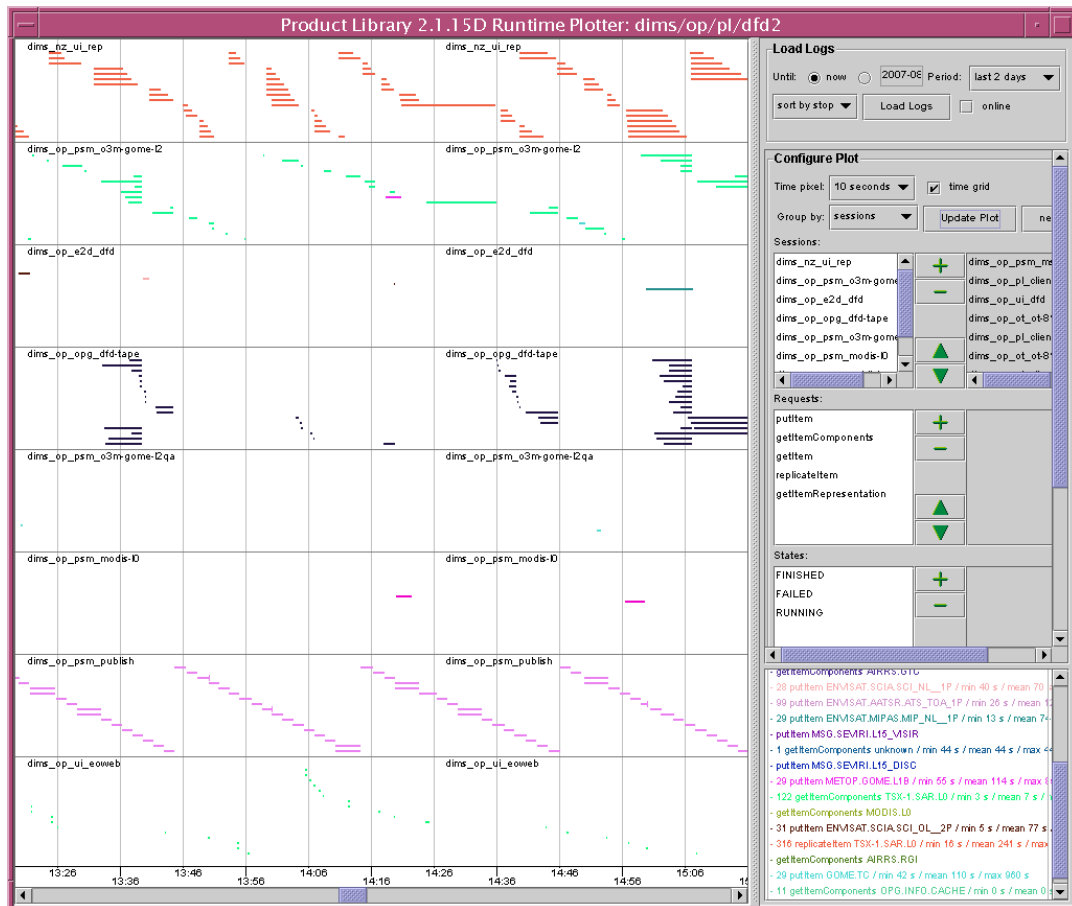 Product Library 2.1.15D Runtime Plotter: dims/op/pl/dfd2
dims_nz_ui_rep
dims_nz_ui_rep
dims_op_psm_o3m-gome-l2
dims_op_psm_o3m-gome-l2
dims_op_e2d_dfd
dims_op_e2d_dfd
dims_op_opg_dfd-tape
dims_op_opg_dfd-tape
dims_op_psm_o3m-gome-l2qa
dims_op_psm_o3m-gome-l2qa
dims_op_psm_modis-l0
dims_op_psm_modis-l0
dims_op_psm_publish
dims_op_psm_publish
dims_op_ui_eoweb
dims_op_ui_eoweb
13:26 13:36 13:46 13:56 14:06 14:16 14:26 14:36 14:46 14:56 15:06
Load Logs
Until: now 2007-08 Period: last 2 days
sort by stop Load Logs online
Configure Plot
Time pixel: 10 seconds time grid
Group by: sessions Update Plot ne
Sessions:
dims_nz_ui_rep
dims_op_psm_o3m-gome
dims_op_e2d_dfd
dims_op_opg_dfd-tape
dims_op_psm_o3m-gome
dims_op_psm_modis-l0
dims_op_psm_m
dims_op_pl_clien
dims_op_ui_dfd
dims_op_ot_ot-8
dims_op_pl_clien
dims_op_ot_ot-8
Requests:
putItem
getItemComponents
getItem
replicateItem
getItemRepresentation
States:
FINISHED
FAILED
RUNNING
- getItemComponents AIRRS.GTC
- 28 putItem ENVISAT.SCIA.SCI_NL__1P / min 40 s / mean 70
- 99 putItem ENVISAT.AATSR.ATS_TOA_1P / min 26 s / mean 1
- 29 putItem ENVISAT.MIPAS.MIP_NL__1P / min 13 s / mean 74
- putItem MSG.SEVIRI.L15_VISIR
- 1 getItemComponents unknown / min 44 s / mean 44 s / max 4
- putItem MSG.SEVIRI.L15_DISC
- 29 putItem METOP.GOME.L1B / min 55 s / mean 114 s / max 8
- 122 getItemComponents TSX-1.SAR.L0 / min 3 s / mean 7 s /
- getItemComponents MODIS.L0
- 31 putItem ENVISAT.SCIA.SCI_OL__2P / min 5 s / mean 77 s
- 316 replicateItem TSX-1.SAR.L0 / min 16 s / mean 241 s / max
- getItemComponents AIRRS.RGI
- 29 putItem GOME.TC / min 42 s / mean 110 s / max 960 s
- 11 getItemComponents OPG.INFO.CACHE / min 0 s / mean 0